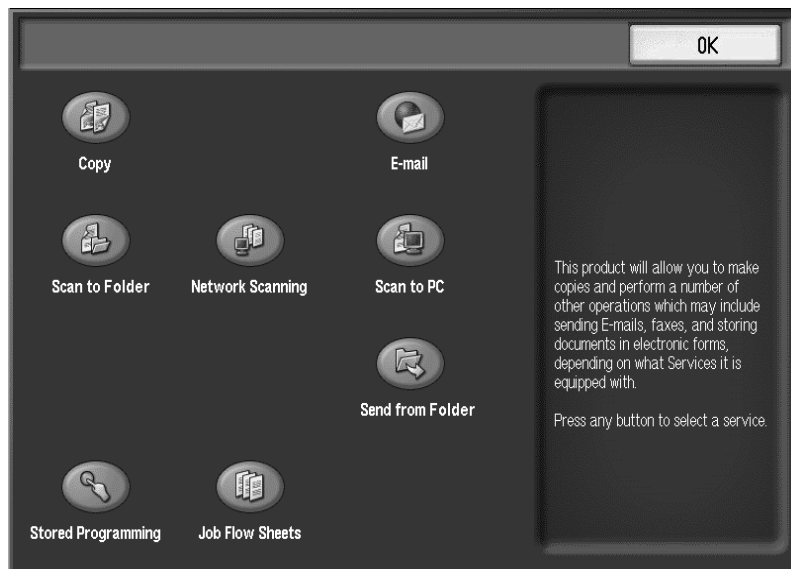 OK
Copy
E-mail
Scan to Folder
Network Scanning
Scan to PC
Send from Folder
Stored Programming
Job Flow Sheets
This product will allow you to make
copies and perform a number of
other operations which may include
sending E-mails, faxes, and storing
documents in electronic forms,
depending on what Services it is
equipped with.
Press any button to select a service.